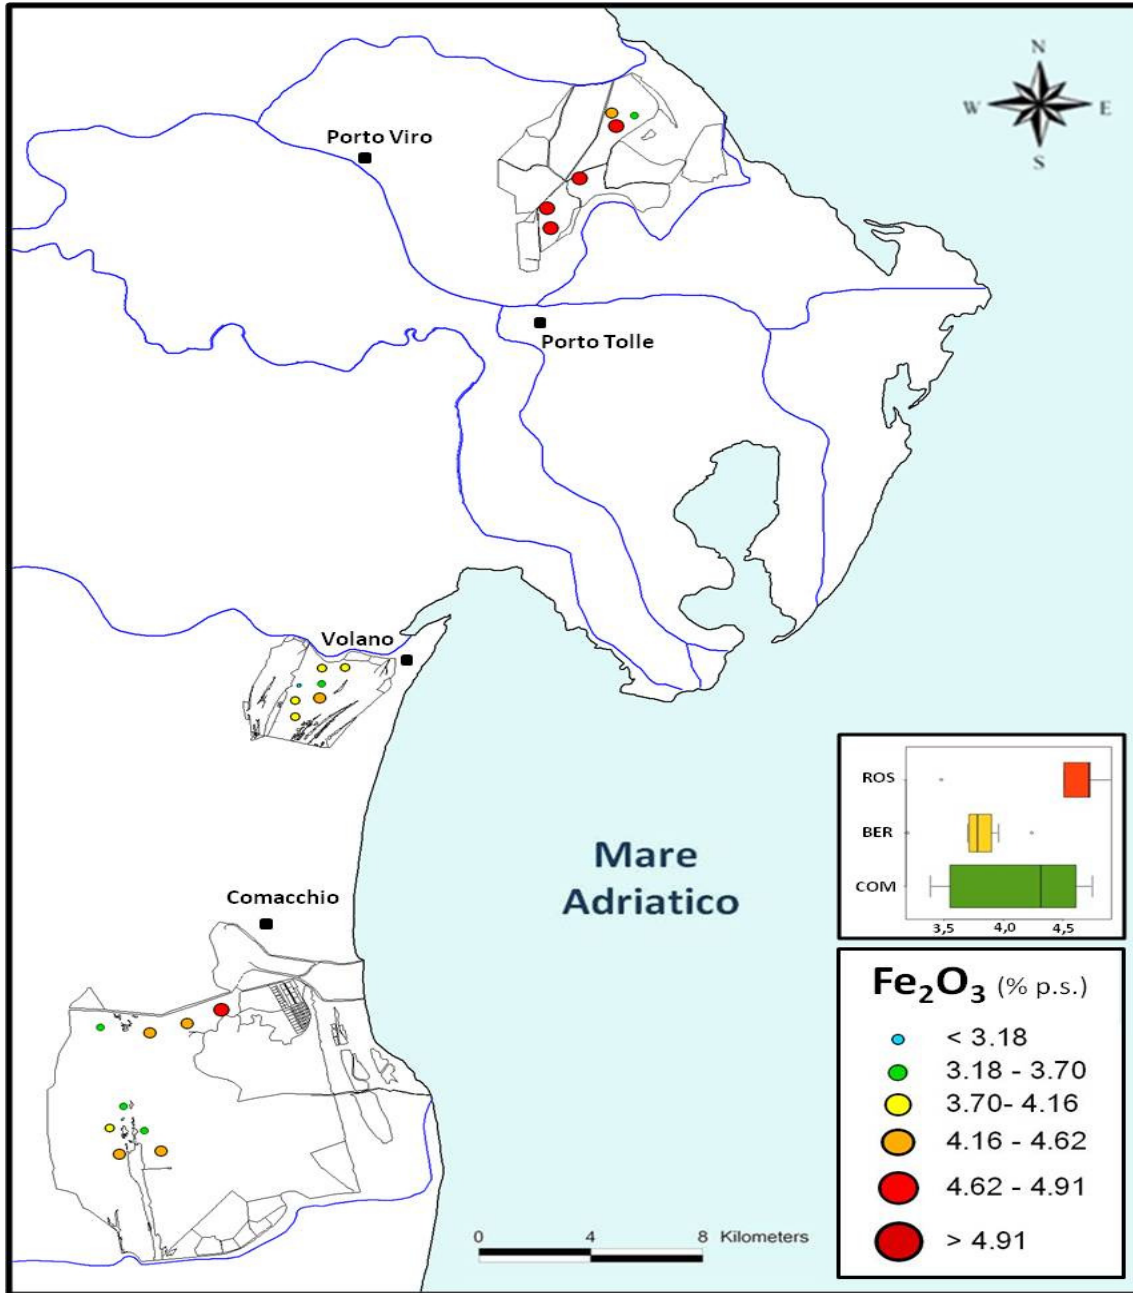 N
W E
S
Porto Viro
Porto Tolle
Volano
Comacchio
Mare
Adriatico
ROS
BER
COM
3,5 4,0 4,5
Fe₂O₃ (% p.s.)
< 3.18
3.18 - 3.70
3.70- 4.16
4.16 - 4.62
4.62 - 4.91
> 4.91
0 4 8 Kilometers